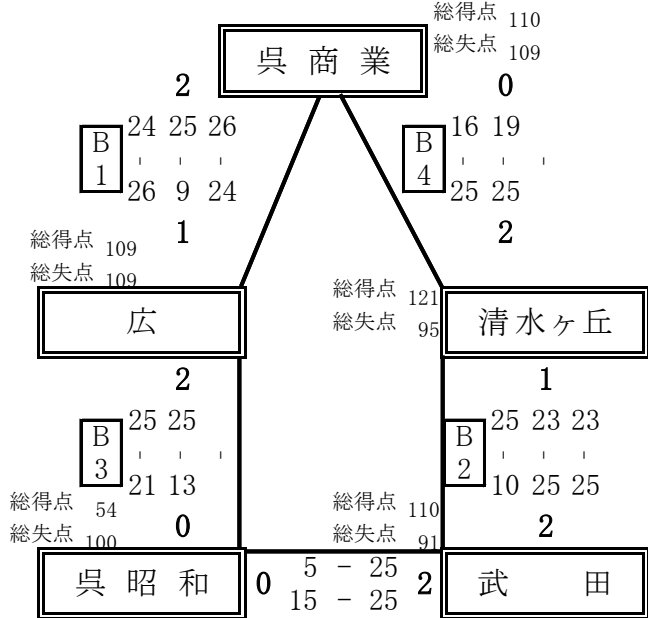 総得点 110
呉商業
総失点 109
2 0
24 25 26
B1
- - -
26 9 24
16 19
B4
- - -
25 25
1 2
総得点 109
総失点 109
広
総得点 121
総失点 95
清水ヶ丘
2 1
25 25
B3
- - -
21 13
25 23 23
B2
- - -
10 25 25
総得点 54
総失点 100
0
総得点 110
総失点 91
2
呉昭和
0
5 - 25
15 - 25
2
武 田